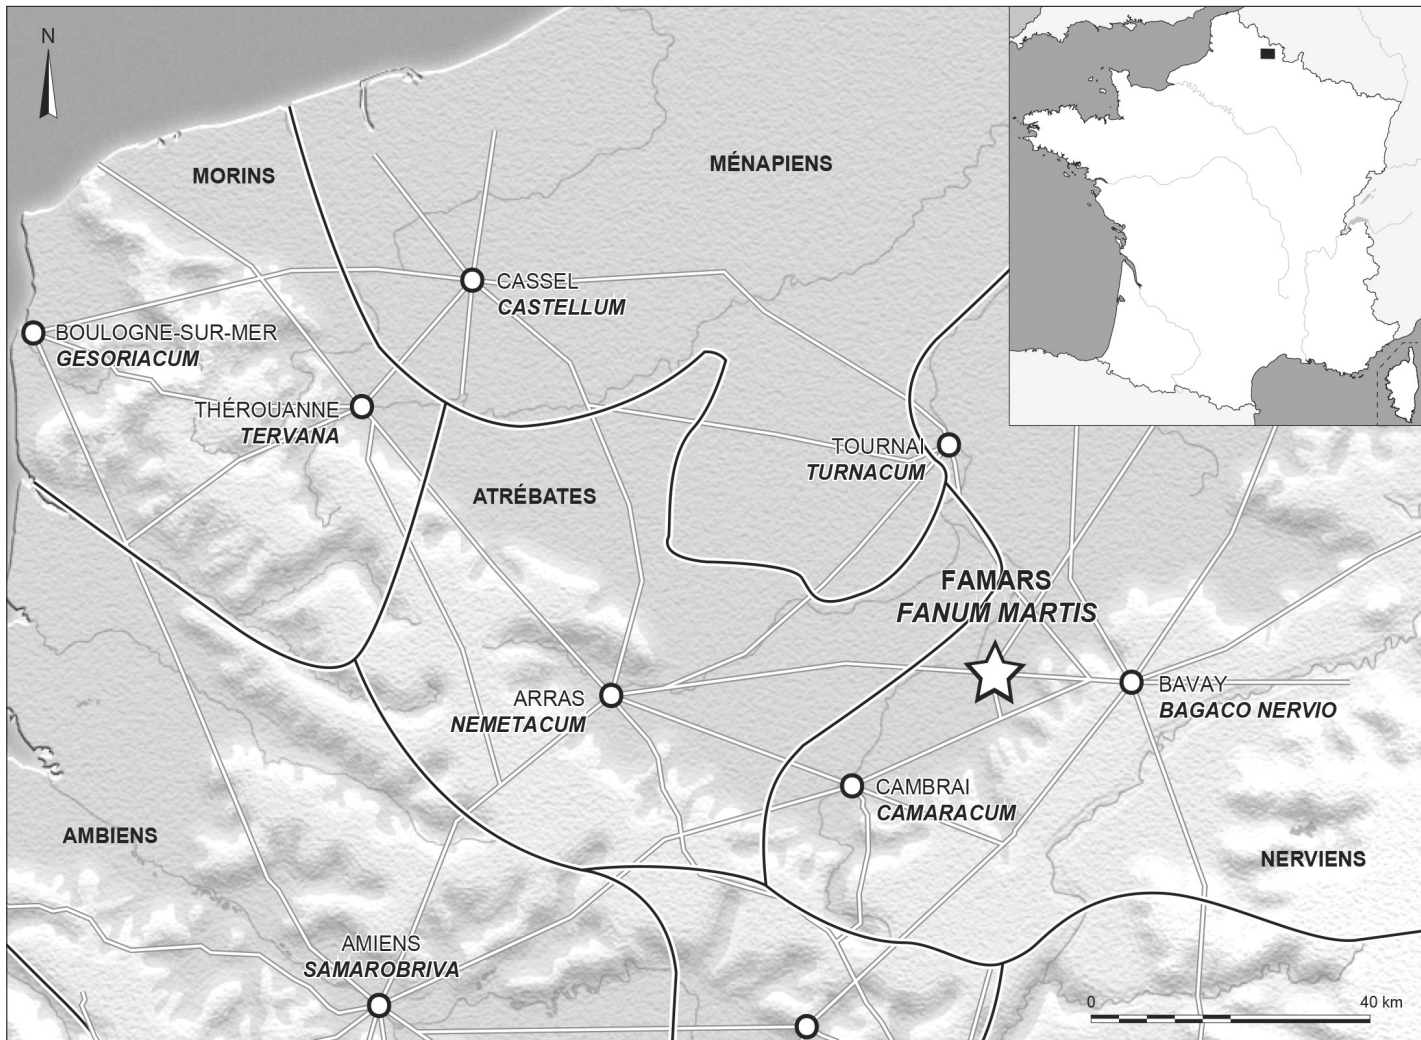 N
MORINS
MÉNAPIENS
CASSEL
CASTELLUM
BOULOGNE-SUR-MER
GESORIACUM
THÉROUANNE
TERVANA
TOURNAI
TURNACUM
ATRÉBATES
FAMARS
FANUM MARTIS
ARRAS
NEMETACUM
BAVAY
BAGACO NERVIO
CAMBRAI
CAMARACUM
AMBIENS
NERVIENS
AMIENS
SAMAROBRIVA
0
40 km